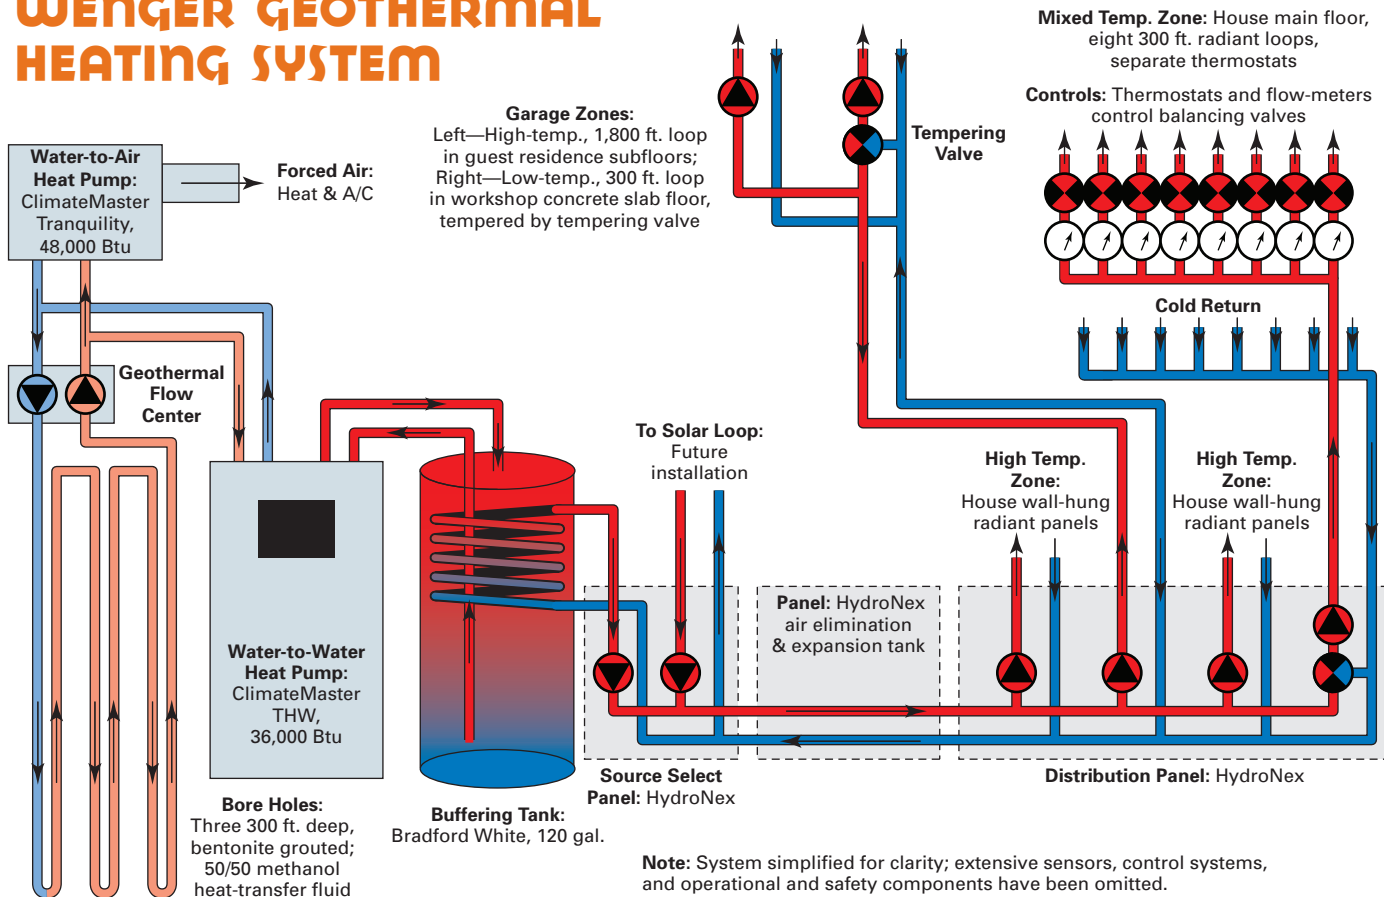 WENGER GEOTHERMAL
HEATING SYSTEM
Mixed Temp. Zone: House main floor,
eight 300 ft. radiant loops,
separate thermostats
Controls: Thermostats and flow-meters
control balancing valves
Garage Zones:
Left—High-temp., 1,800 ft. loop
in guest residence subfloors;
Right—Low-temp., 300 ft. loop
in workshop concrete slab floor,
tempered by tempering valve
Tempering
Valve
Water-to-Air
Heat Pump:
ClimateMaster
Tranquility,
48,000 Btu
Forced Air:
Heat & A/C
Cold Return
Geothermal
Flow
Center
To Solar Loop:
Future
installation
High Temp.
Zone:
House wall-hung
radiant panels
High Temp.
Zone:
House wall-hung
radiant panels
Panel: HydroNex
air elimination
& expansion tank
Water-to-Water
Heat Pump:
ClimateMaster
THW,
36,000 Btu
Source Select
Panel: HydroNex
Distribution Panel: HydroNex
Bore Holes:
Three 300 ft. deep,
bentonite grouted;
50/50 methanol
heat-transfer fluid
Buffering Tank:
Bradford White, 120 gal.
Note: System simplified for clarity; extensive sensors, control systems,
and operational and safety components have been omitted.